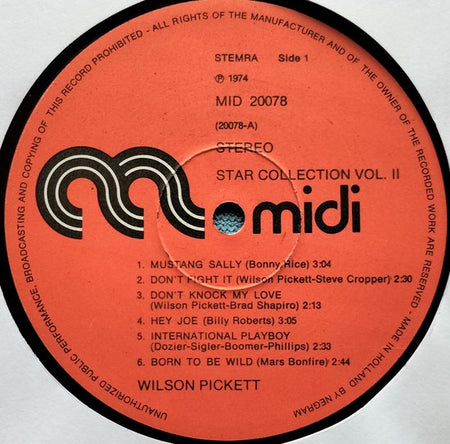 UNAUTHORIZED PUBLIC PERFORMANCE, BROADCASTING AND COPYING OF THIS RECORD PROHIBITED - ALL RIGHTS OF THE MANUFACTURER AND OF THE OWNER OF THE RECORDED WORK ARE RESERVED - MADE IN HOLLAND BY NEGRAM
STEMRA Side 1
℗ 1974
MID 20078
(20078-A)
STEREO
STAR COLLECTION VOL. II
midi
1. MUSTANG SALLY (Bonny Rice) 3:04
2. DON'T FIGHT IT (Wilson Pickett-Steve Cropper) 2:30
3. DON'T KNOCK MY LOVE
(Wilson Pickett-Brad Shapiro) 2:13
4. HEY JOE (Billy Roberts) 3:05
5. INTERNATIONAL PLAYBOY
(Dozier-Sigler-Boomer-Phillips) 2:33
6. BORN TO BE WILD (Mars Bonfire) 2:44
WILSON PICKETT